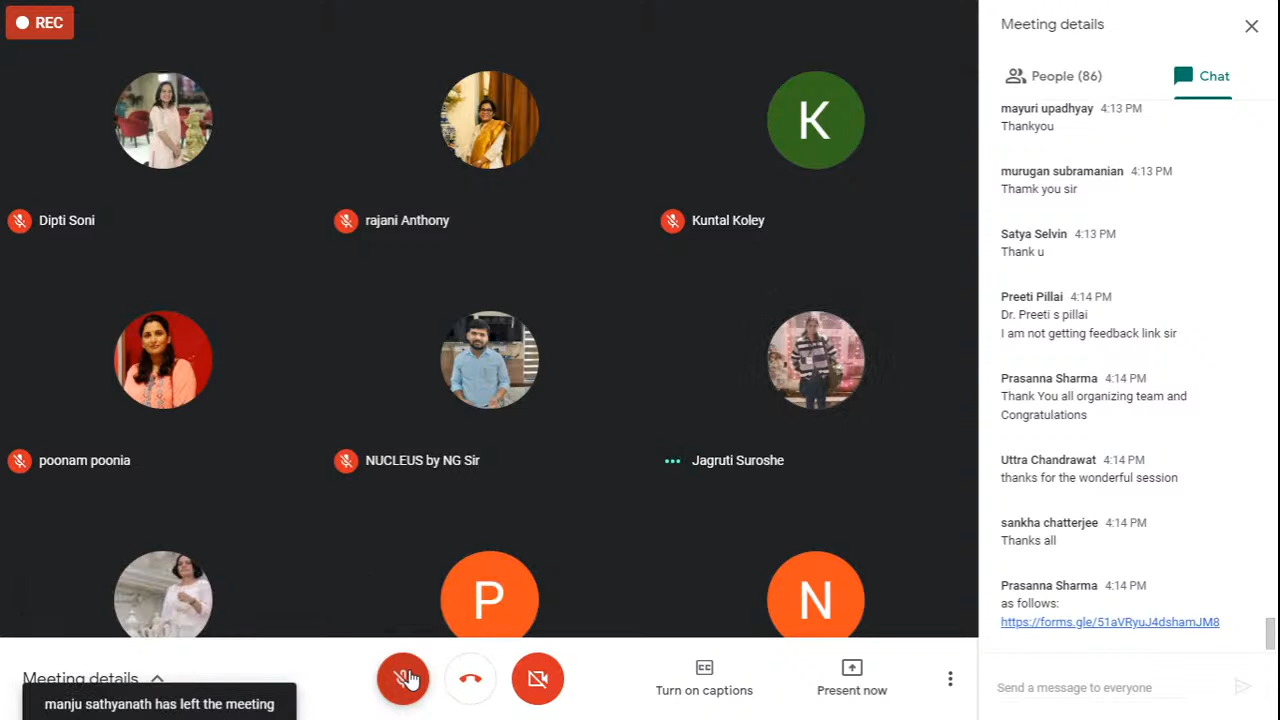 REC
Dipti Soni
rajani Anthony
K
Kuntal Koley
poonam poonia
NUCLEUS by NG Sir
Jagruti Suroshe
P
N
Meeting details
manju sathyanath has left the meeting
CC
Turn on captions
Present now
Meeting details
People (86)
Chat
mayuri upadhyay 4:13 PM
Thankyou
murugan subramanian 4:13 PM
Thamk you sir
Satya Selvin 4:13 PM
Thank u
Preeti Pillai 4:14 PM
Dr. Preeti s pillai
I am not getting feedback link sir
Prasanna Sharma 4:14 PM
Thank You all organizing team and
Congratulations
Uttra Chandrawat 4:14 PM
thanks for the wonderful session
sankha chatterjee 4:14 PM
Thanks all
Prasanna Sharma 4:14 PM
as follows:
https://forms.gle/51aVRyuJ4dshamJM8
Send a message to everyone